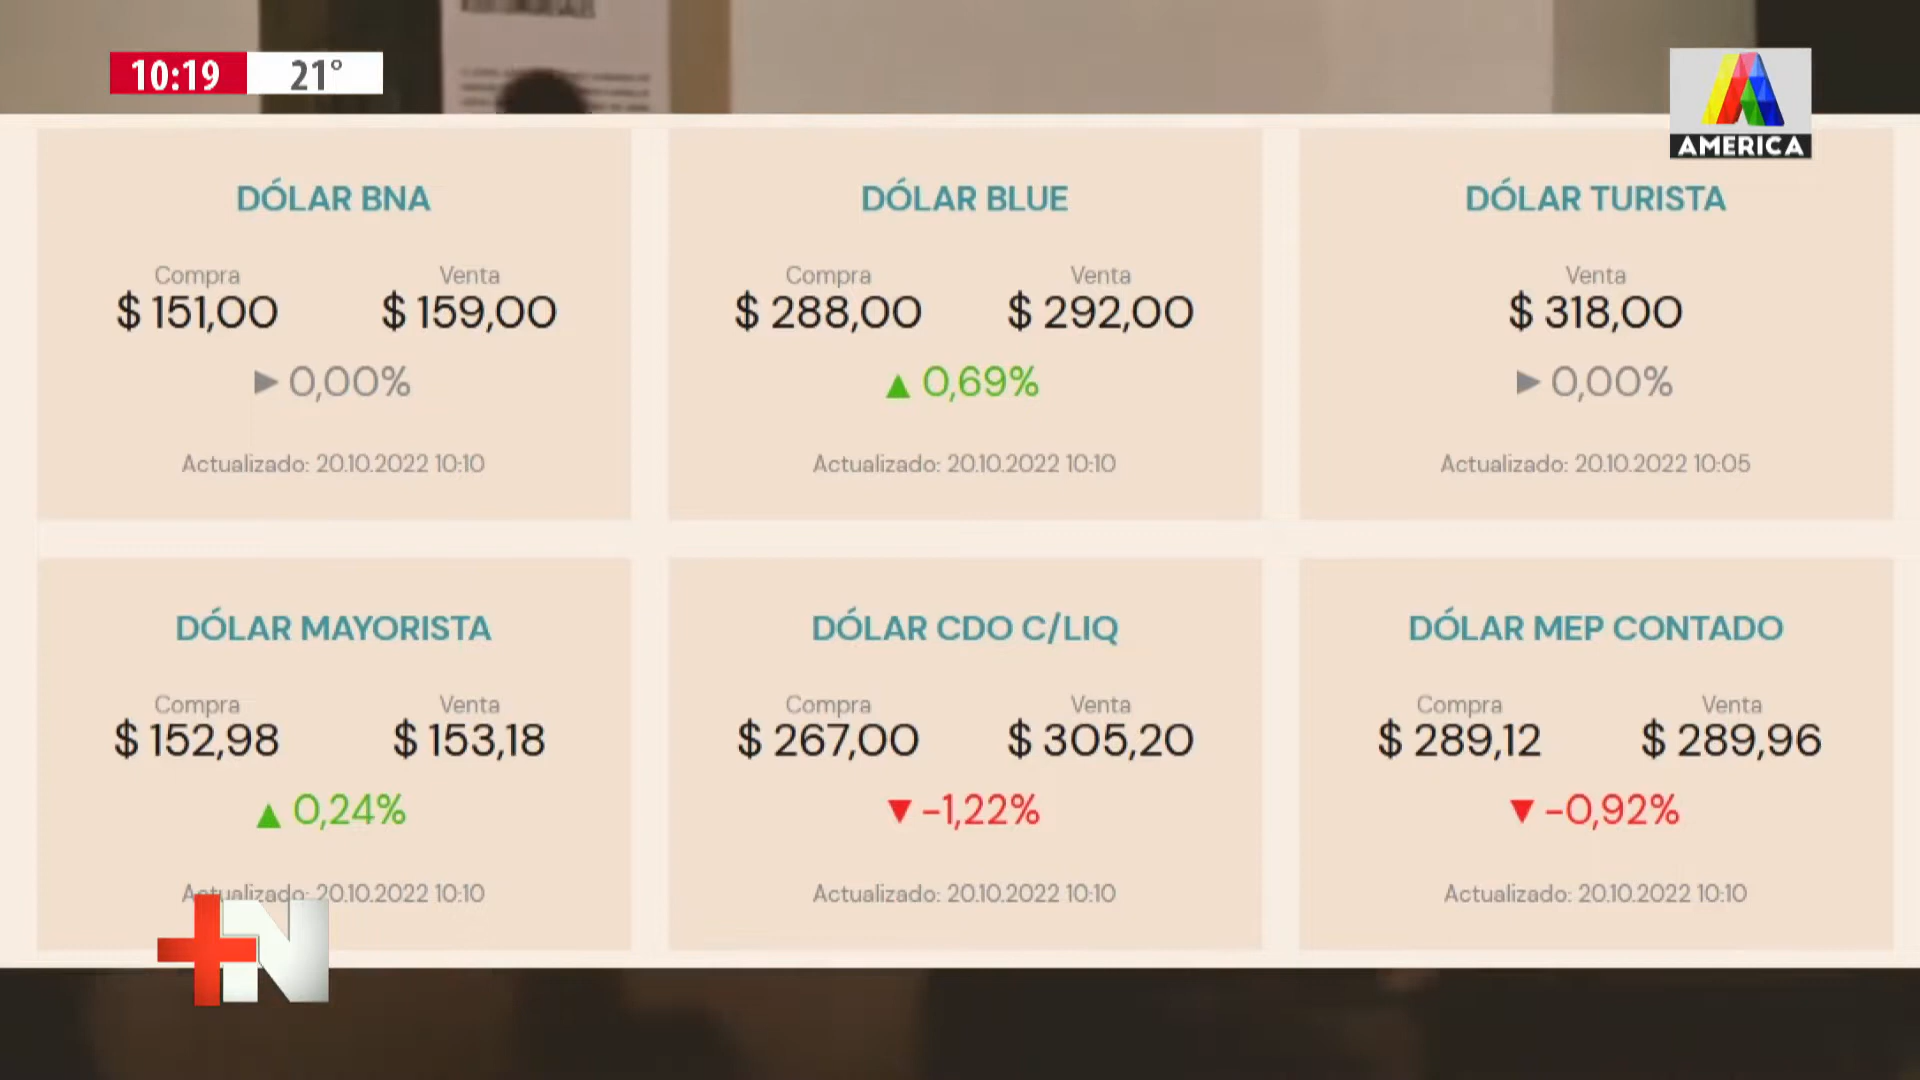 10:19 21°
AMERICA
DÓLAR BNA
Compra Venta
$ 151,00 $ 159,00
► 0,00%
Actualizado: 20.10.2022 10:10
DÓLAR BLUE
Compra Venta
$ 288,00 $ 292,00
▲ 0,69%
Actualizado: 20.10.2022 10:10
DÓLAR TURISTA
Venta
$ 318,00
► 0,00%
Actualizado: 20.10.2022 10:05
DÓLAR MAYORISTA
Compra Venta
$ 152,98 $ 153,18
▲ 0,24%
Actualizado: 20.10.2022 10:10
DÓLAR CDO C/LIQ
Compra Venta
$ 267,00 $ 305,20
▼ -1,22%
Actualizado: 20.10.2022 10:10
DÓLAR MEP CONTADO
Compra Venta
$ 289,12 $ 289,96
▼ -0,92%
Actualizado: 20.10.2022 10:10
+N